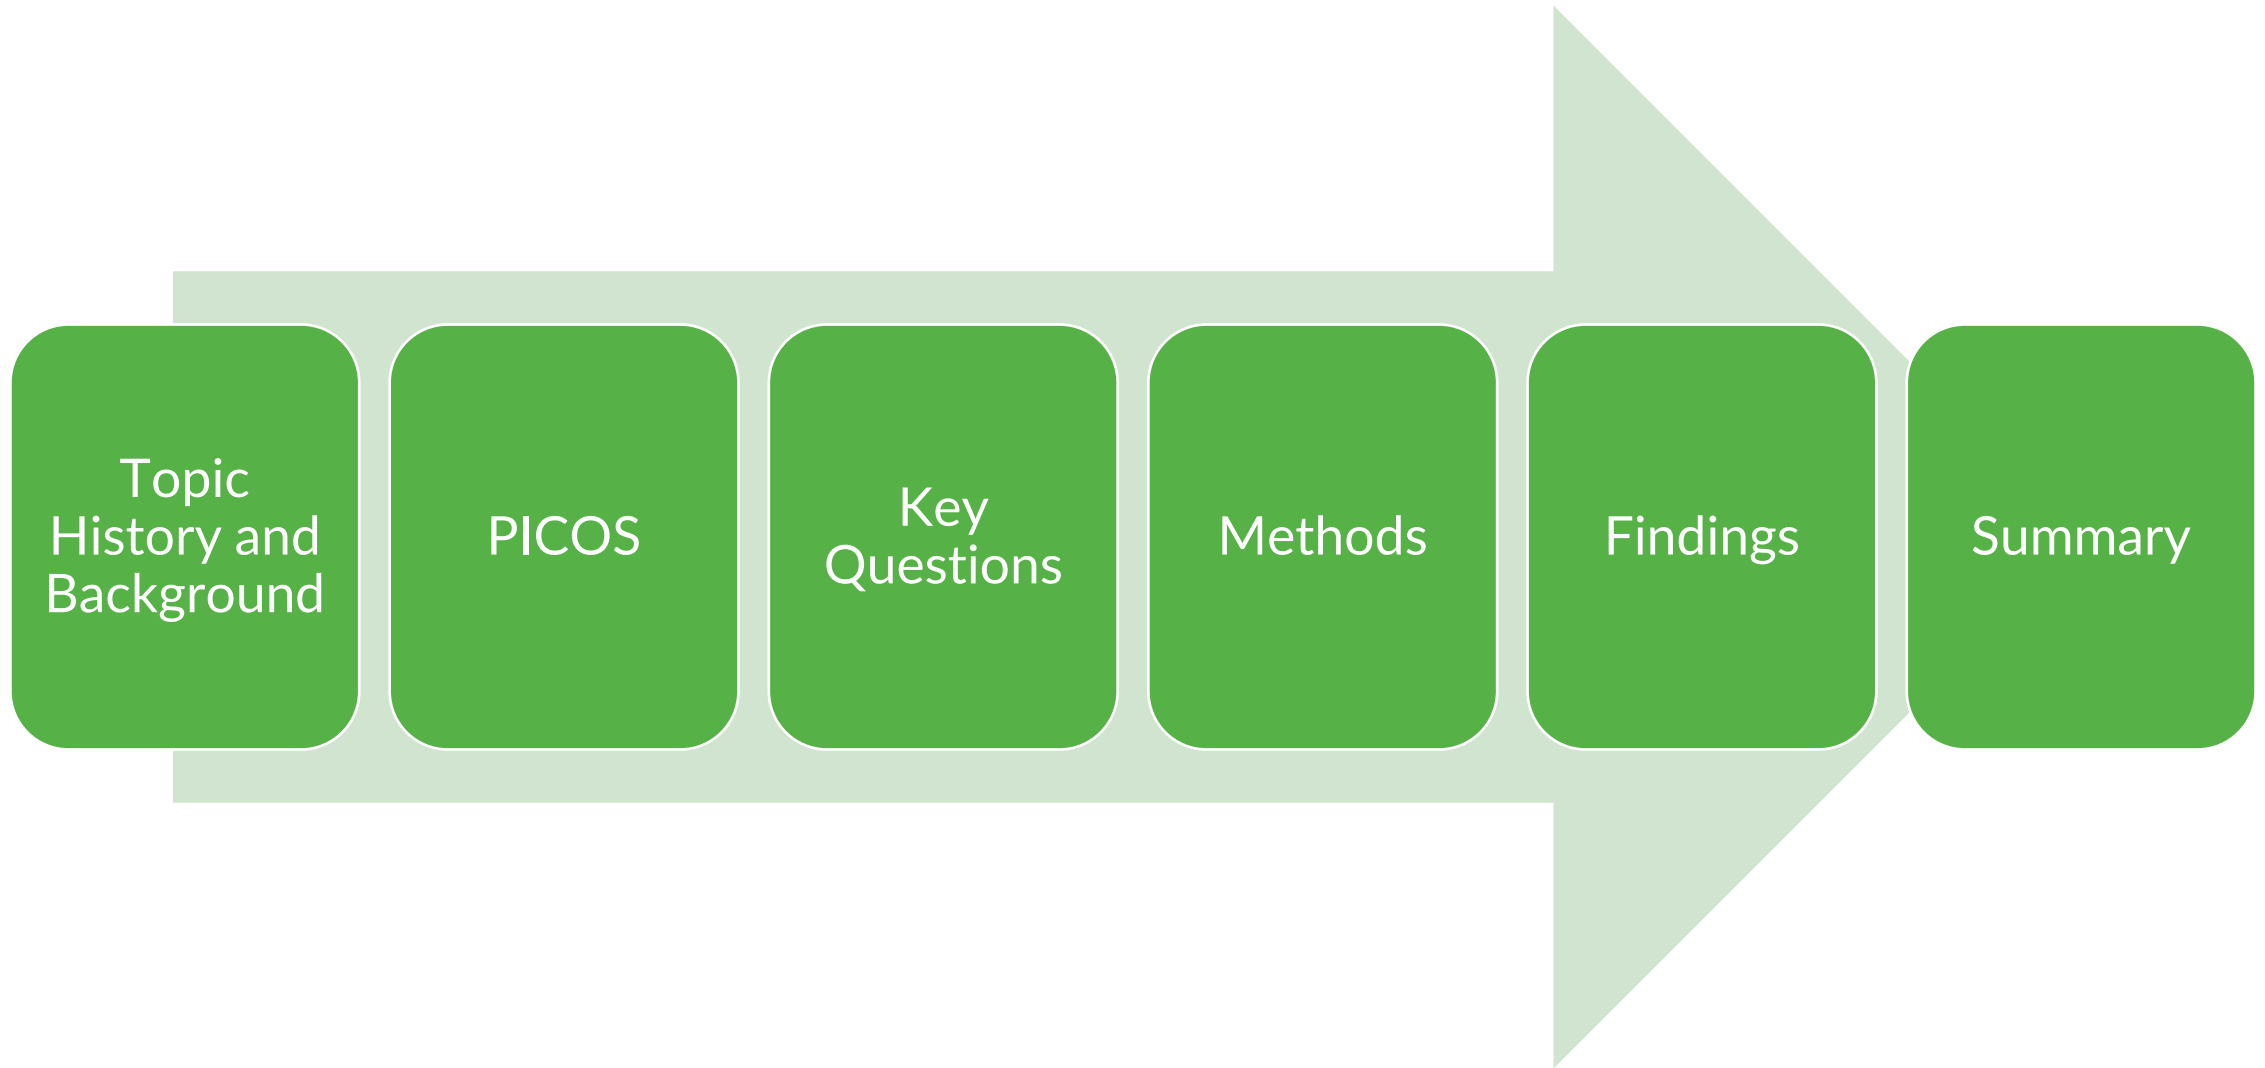 Topic
History and
Background
PICOS
Key
Questions
Methods
Findings
Summary